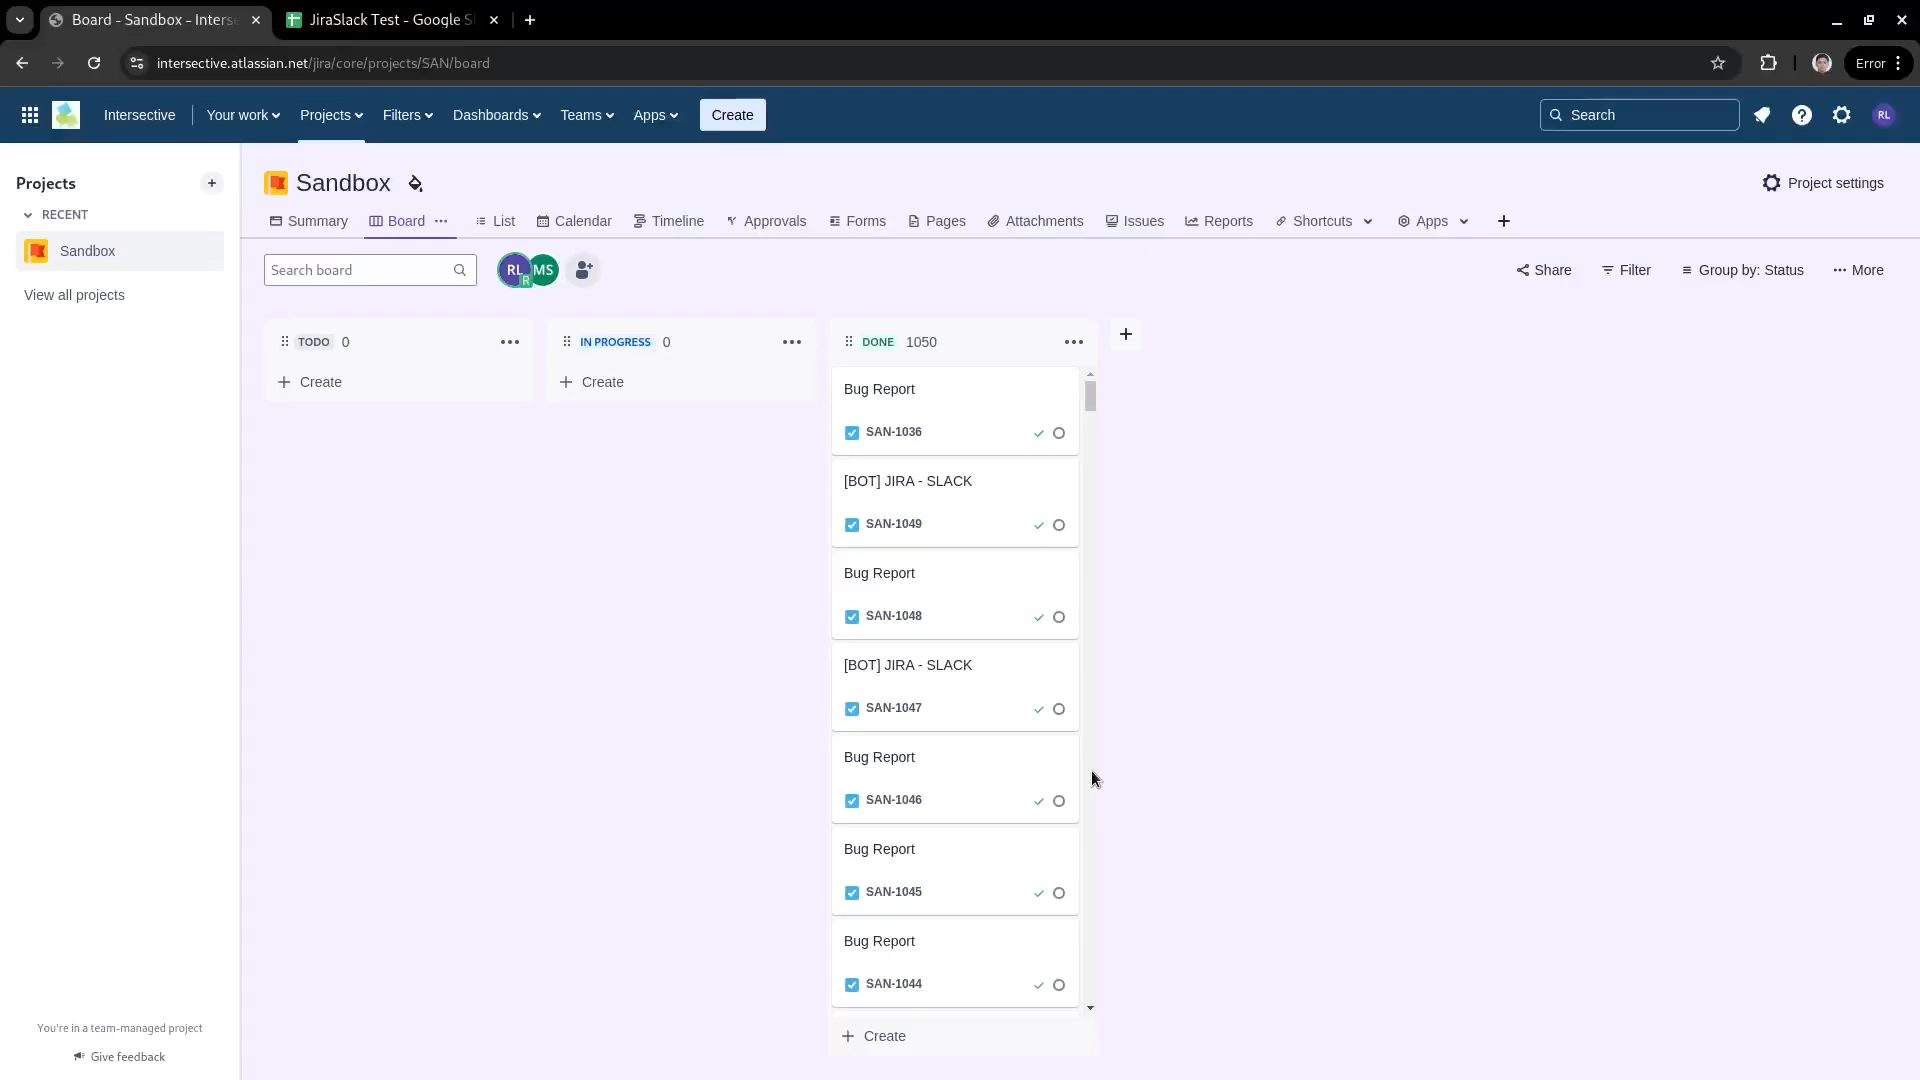 Board - Sandbox - Interse
JiraSlack Test - Google S
intersective.atlassian.net/jira/core/projects/SAN/board
Error
Intersective
Your work
Projects
Filters
Dashboards
Teams
Apps
Create
Search
RL
Projects
RECENT
Sandbox
View all projects
Sandbox
Project settings
Summary
Board
List
Calendar
Timeline
Approvals
Forms
Pages
Attachments
Issues
Reports
Shortcuts
Apps
Search board
RL
R
MS
Share
Filter
Group by: Status
More
TODO 0
Create
IN PROGRESS 0
Create
DONE 1050
Bug Report
SAN-1036
[BOT] JIRA - SLACK
SAN-1049
Bug Report
SAN-1048
[BOT] JIRA - SLACK
SAN-1047
Bug Report
SAN-1046
Bug Report
SAN-1045
Bug Report
SAN-1044
Create
You're in a team-managed project
Give feedback